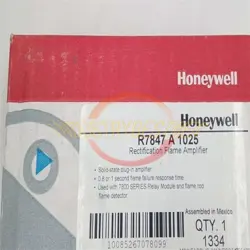 Honeywell
Honeywell
R7847 A 1025
Rectification Flame Amplifier
• Solid-state plug-in amplifier.
• 0.8 or 1 second flame failure response time.
• Used with 7800 SERIES Relay Module and flame rod
flame detector
Assembled in Mexico.
QTY. 1
10085267078099
1334